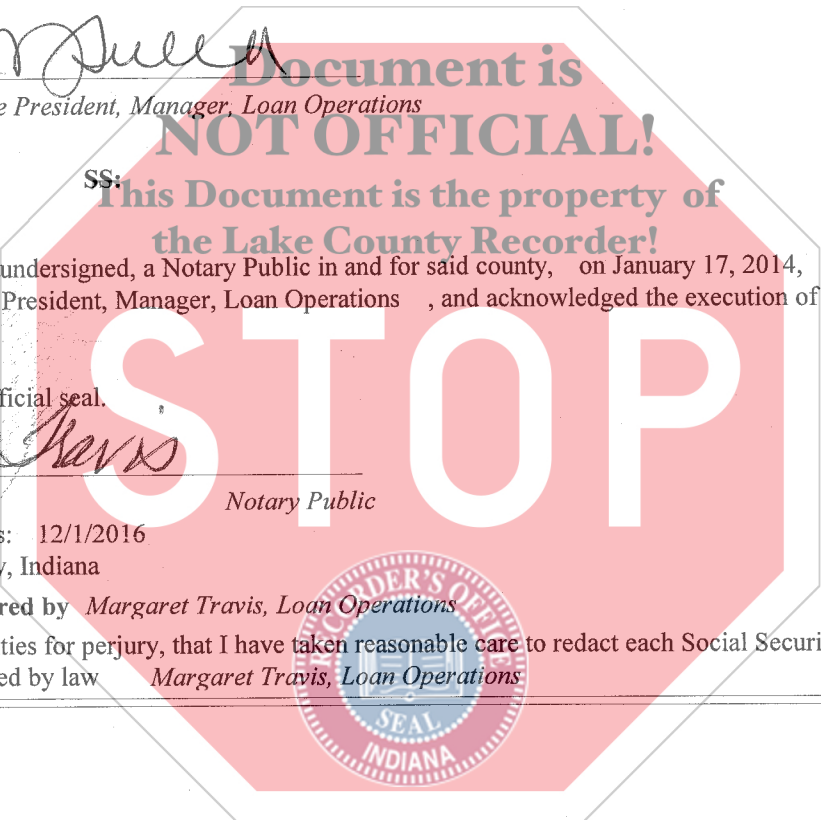 Document is
e President, Manager, Loan Operations
NOT OFFICIAL!
SS:
This Document is the property of
the Lake County Recorder!
undersigned, a Notary Public in and for said county, on January 17, 2014,
President, Manager, Loan Operations , and acknowledged the execution of
STOP
ficial seal.
Travis
Notary Public
s: 12/1/2016
y, Indiana
red by Margaret Travis, Loan Operations
ties for perjury, that I have taken reasonable care to redact each Social Securi
ed by law Margaret Travis, Loan Operations
RECORDER'S OFFICE
SEAL
INDIANA